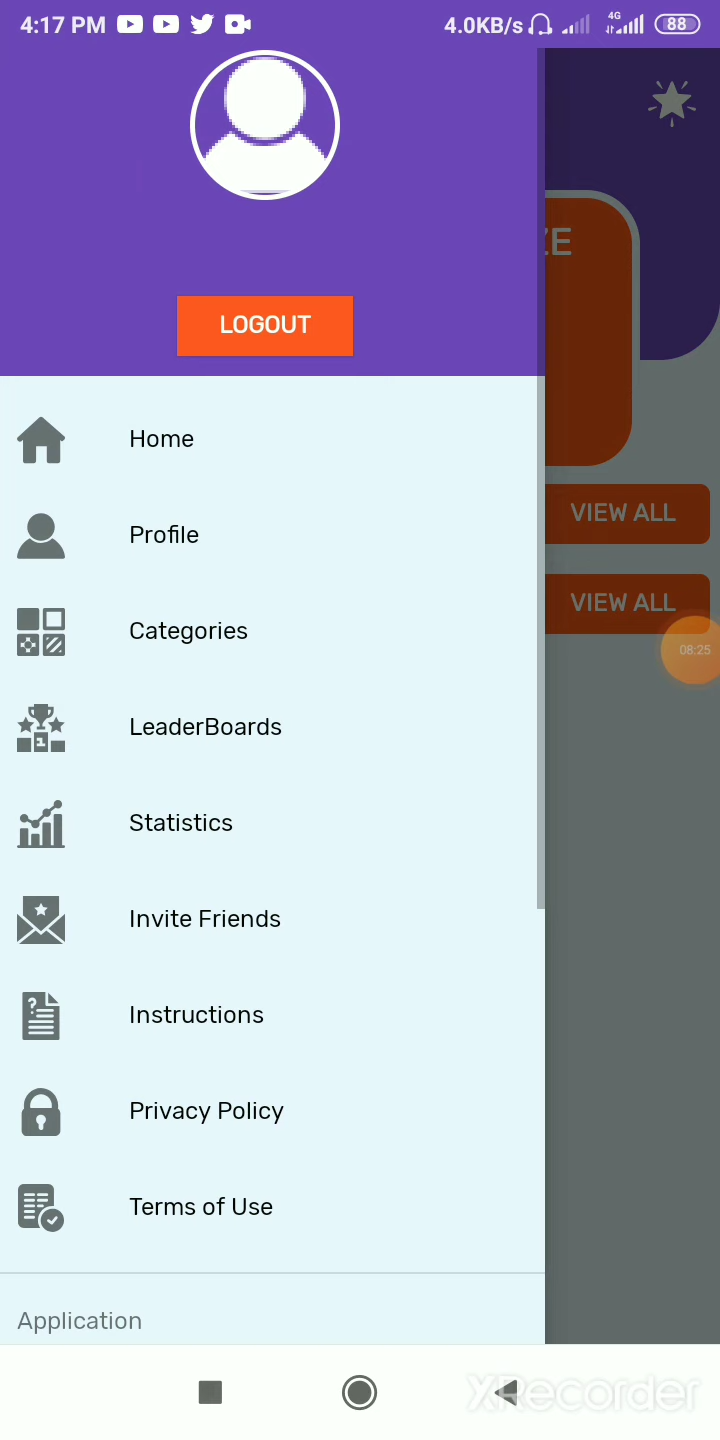 4:17 PM 4.0KB/s 4G 88
ZE
LOGOUT
Home
VIEW ALL
Profile
VIEW ALL
Categories
08:25
LeaderBoards
Statistics
Invite Friends
Instructions
Privacy Policy
Terms of Use
Application
XRecorder